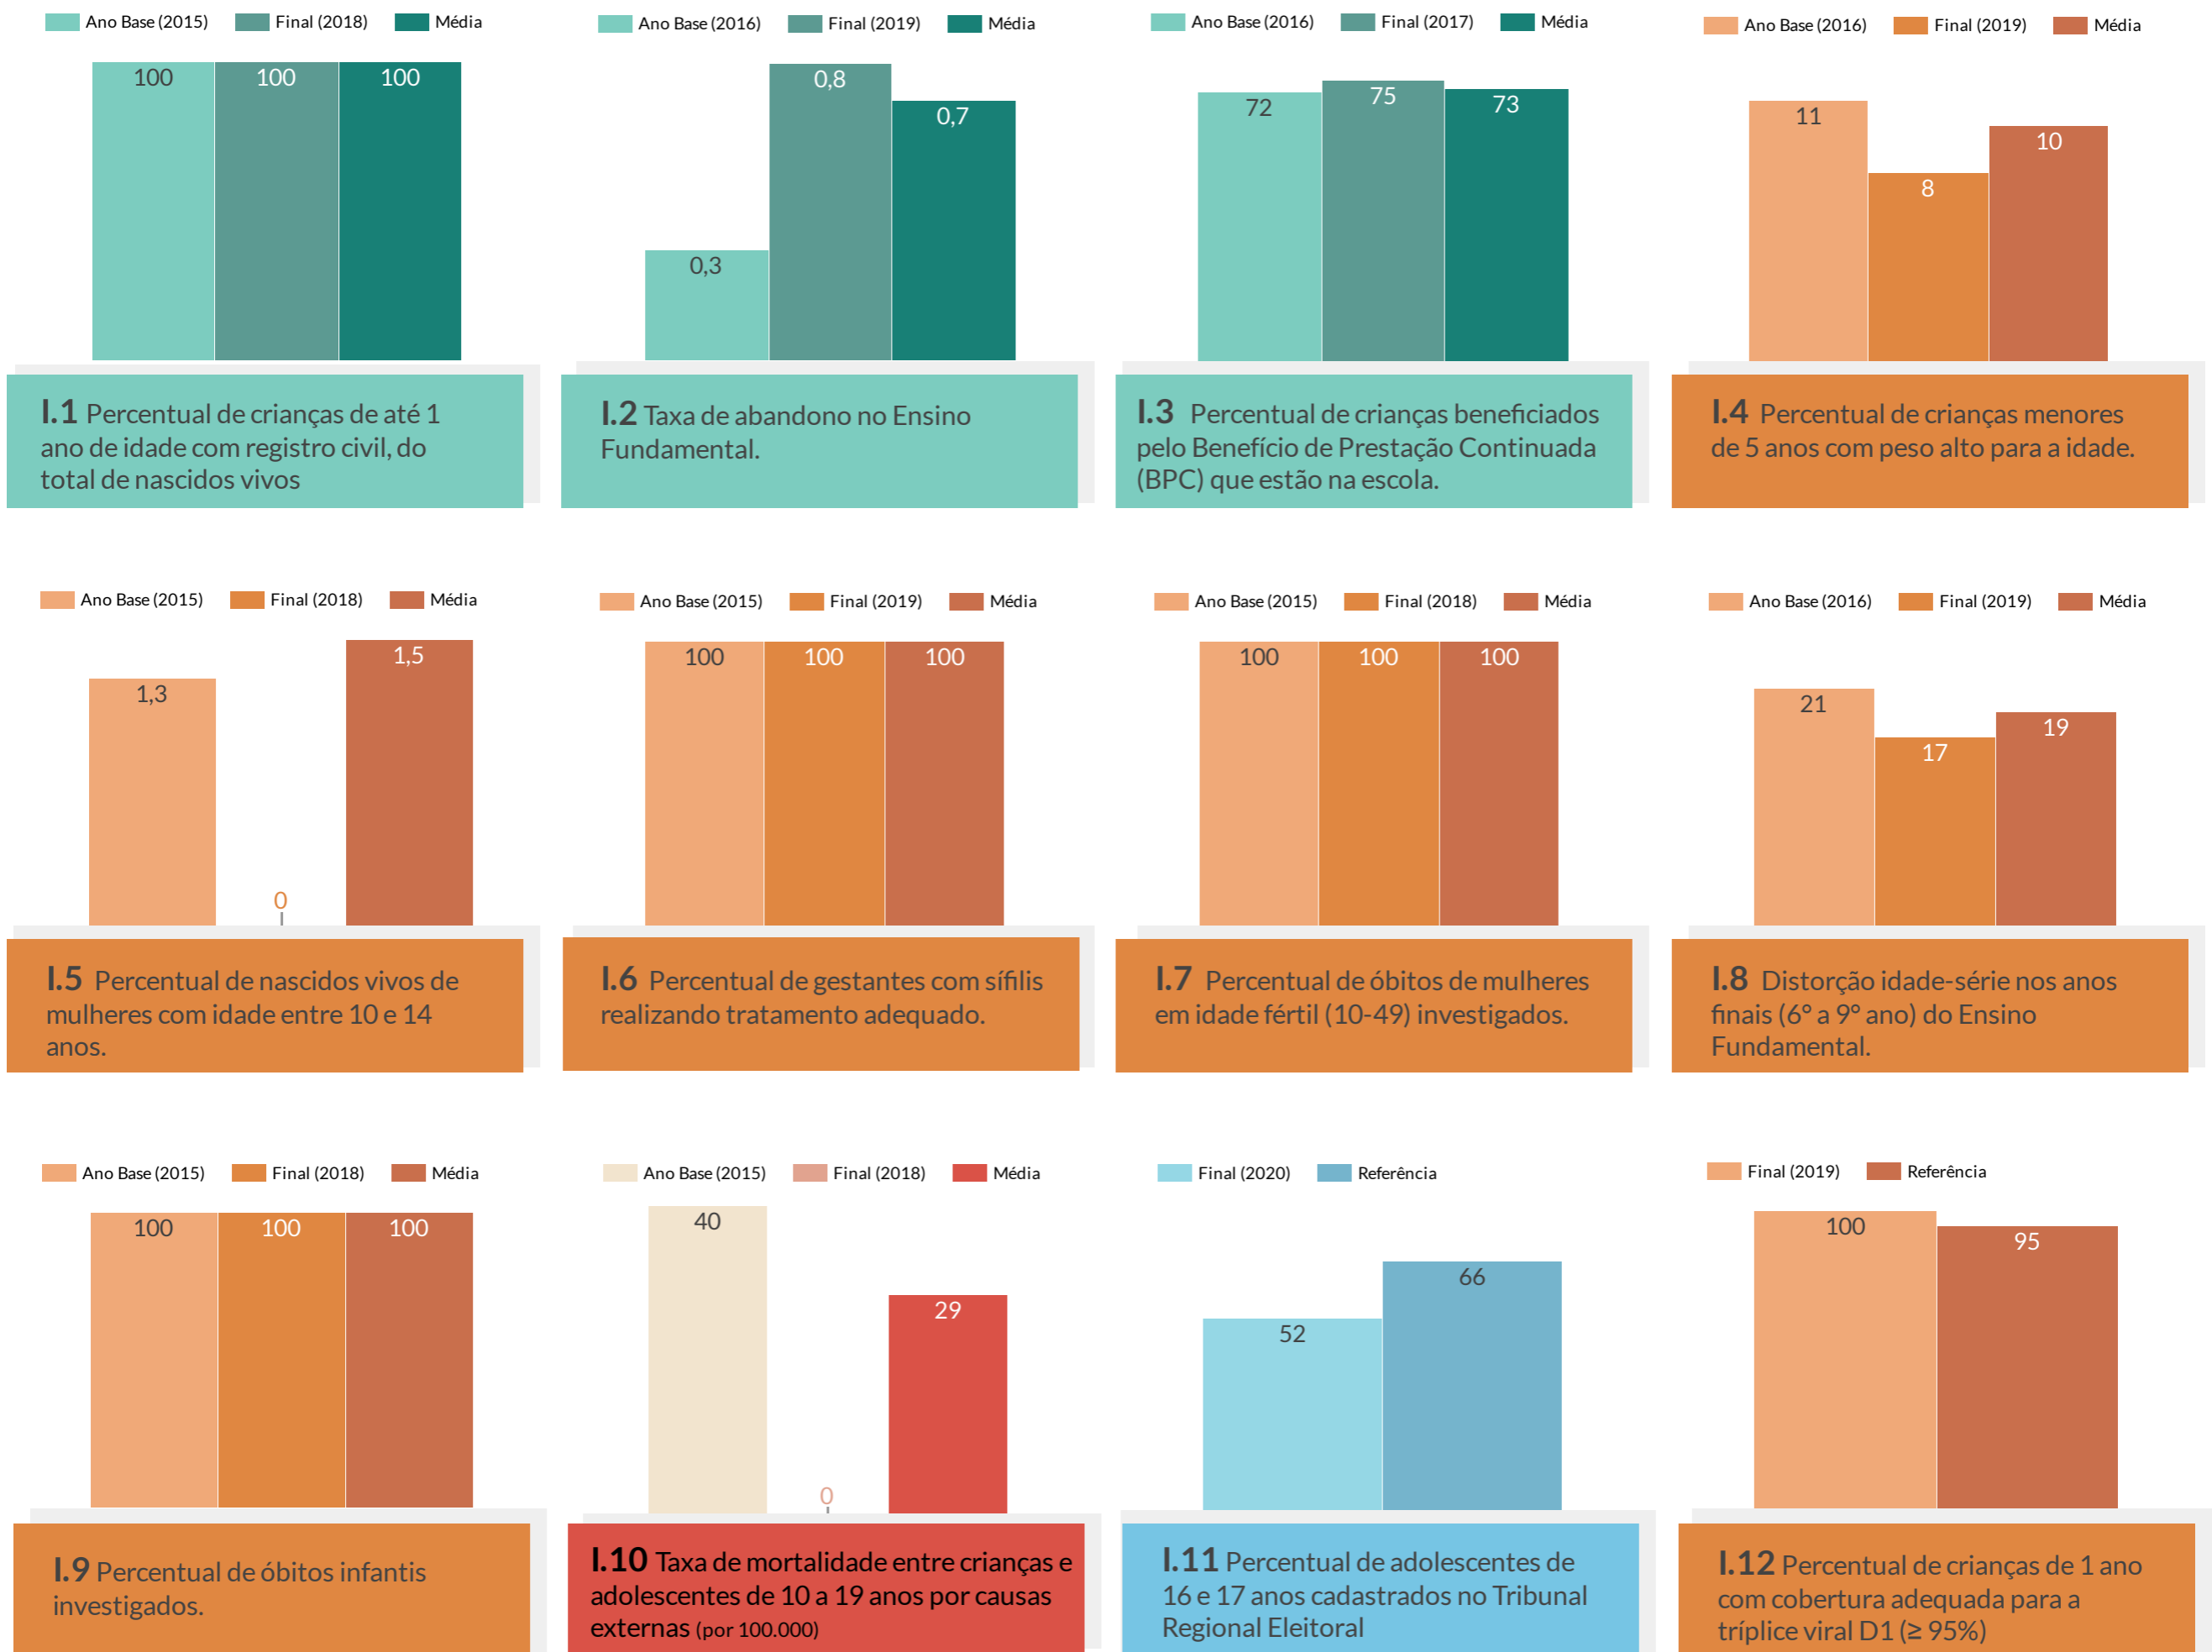 Ano Base (2015) Final (2018) Média
100 100 100
I.1 Percentual de crianças de até 1
ano de idade com registro civil, do
total de nascidos vivos
Ano Base (2016) Final (2019) Média
0,3 0,8 0,7
I.2 Taxa de abandono no Ensino
Fundamental.
Ano Base (2016) Final (2017) Média
72 75 73
I.3 Percentual de crianças beneficiados
pelo Benefício de Prestação Continuada
(BPC) que estão na escola.
Ano Base (2016) Final (2019) Média
11 8 10
I.4 Percentual de crianças menores
de 5 anos com peso alto para a idade.
Ano Base (2015) Final (2018) Média
1,3 0 1,5
I.5 Percentual de nascidos vivos de
mulheres com idade entre 10 e 14
anos.
Ano Base (2015) Final (2019) Média
100 100 100
I.6 Percentual de gestantes com sífilis
realizando tratamento adequado.
Ano Base (2015) Final (2018) Média
100 100 100
I.7 Percentual de óbitos de mulheres
em idade fértil (10-49) investigados.
Ano Base (2016) Final (2019) Média
21 17 19
I.8 Distorção idade-série nos anos
finais (6º a 9º ano) do Ensino
Fundamental.
Ano Base (2015) Final (2018) Média
100 100 100
I.9 Percentual de óbitos infantis
investigados.
Ano Base (2015) Final (2018) Média
40 0 29
I.10 Taxa de mortalidade entre crianças e
adolescentes de 10 a 19 anos por causas
externas (por 100.000)
Final (2020) Referência
52 66
I.11 Percentual de adolescentes de
16 e 17 anos cadastrados no Tribunal
Regional Eleitoral
Final (2019) Referência
100 95
I.12 Percentual de crianças de 1 ano
com cobertura adequada para a
tríplice viral D1 (≥ 95%)